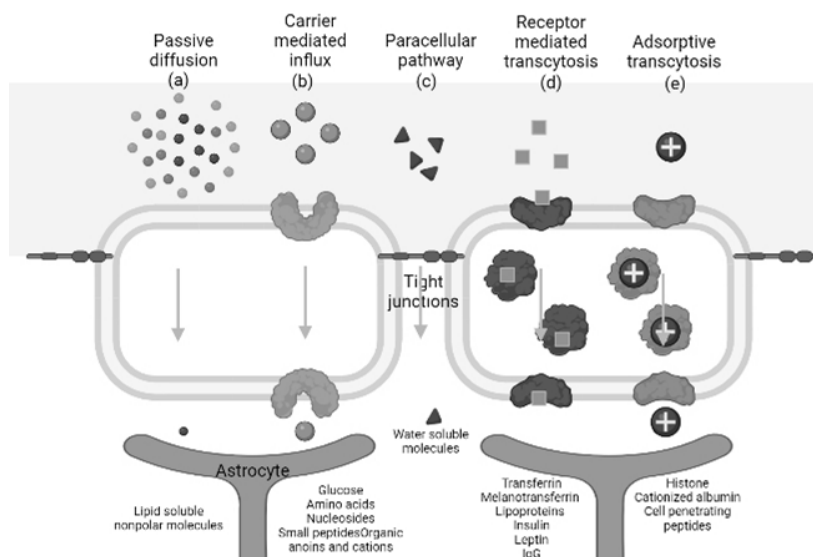 Passive
diffusion
(a)
Carrier
mediated
influx
(b)
Paracellular
pathway
(c)
Receptor
mediated
transcytosis
(d)
Adsorptive
transcytosis
(e)
Tight
junctions
Astrocyte
Lipid soluble
nonpolar molecules
Glucose
Amino acids
Nucleosides
Small peptidesOrganic
anoins and cations
Water soluble
molecules
Transferrin
Melanotransferrin
Lipoproteins
Insulin
Leptin
IgG
Histone
Cationized albumin
Cell penetrating
peptides